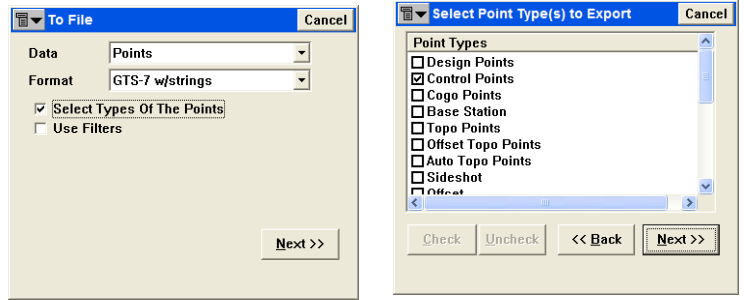 To File
Cancel
Data
Points
Format
GTS-7 w/strings
Select Types Of The Points
Use Filters
Next >>
Select Point Type(s) to Export
Cancel
Point Types
Design Points
Control Points
Cogo Points
Base Station
Topo Points
Offset Topo Points
Auto Topo Points
Sideshot
Offset
Check
Uncheck
<< Back
Next >>